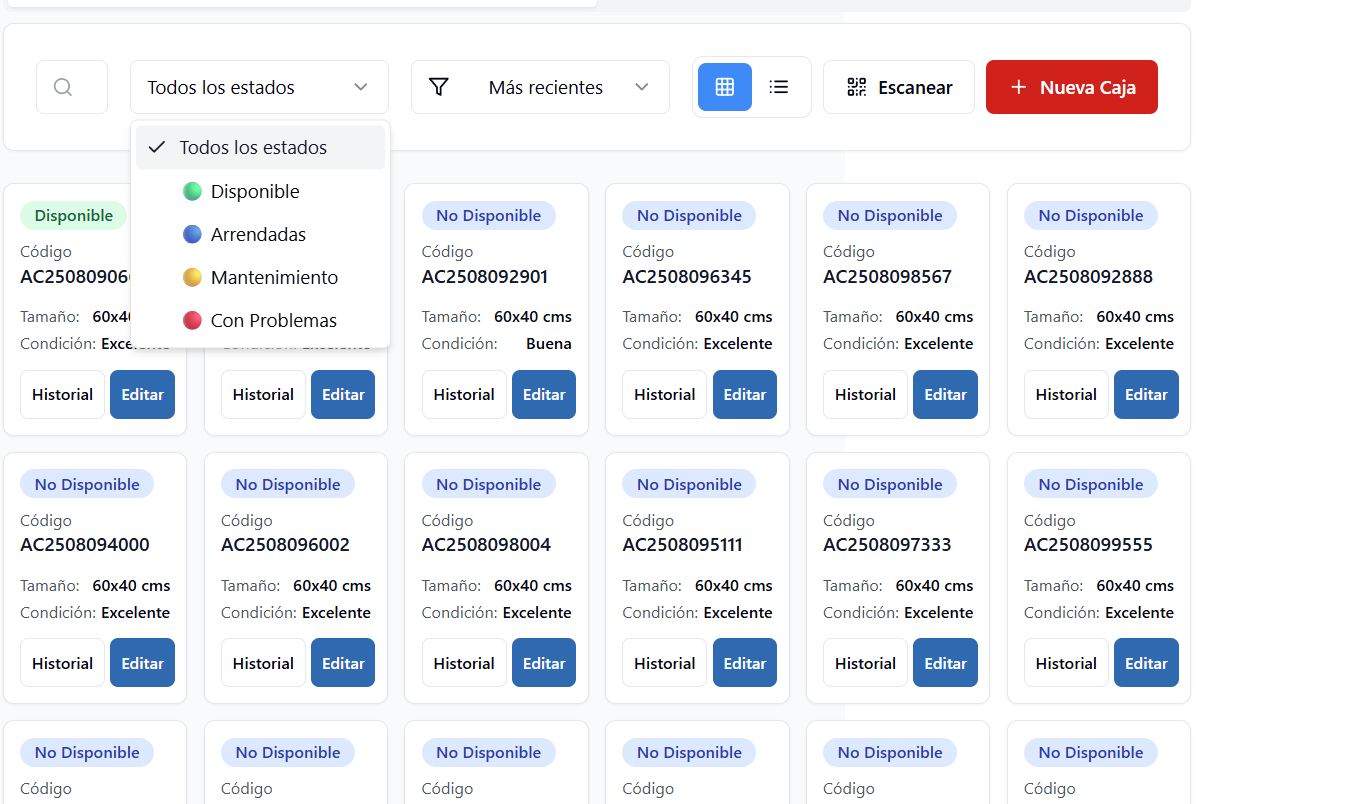 Todos los estados
Más recientes
Escanear
Nueva Caja
Todos los estados
Disponible
Arrendadas
Mantenimiento
Con Problemas
Disponible No Disponible No Disponible No Disponible No Disponible
Código Código Código Código Código
AC25080906 AC2508092901 AC2508096345 AC2508098567 AC2508092888
Tamaño: 60x40 Tamaño: 60x40 cms Tamaño: 60x40 cms Tamaño: 60x40 cms Tamaño: 60x40 cms
Condición: Excelente Condición: Excelente Condición: Buena Condición: Excelente Condición: Excelente Condición: Excelente
Historial Editar Historial Editar Historial Editar Historial Editar Historial Editar Historial Editar
No Disponible No Disponible No Disponible No Disponible No Disponible No Disponible
Código Código Código Código Código Código
AC2508094000 AC2508096002 AC2508098004 AC2508095111 AC2508097333 AC2508099555
Tamaño: 60x40 cms Tamaño: 60x40 cms Tamaño: 60x40 cms Tamaño: 60x40 cms Tamaño: 60x40 cms Tamaño: 60x40 cms
Condición: Excelente Condición: Excelente Condición: Excelente Condición: Excelente Condición: Excelente Condición: Excelente
Historial Editar Historial Editar Historial Editar Historial Editar Historial Editar Historial Editar
No Disponible No Disponible No Disponible No Disponible No Disponible No Disponible
Código Código Código Código Código Código